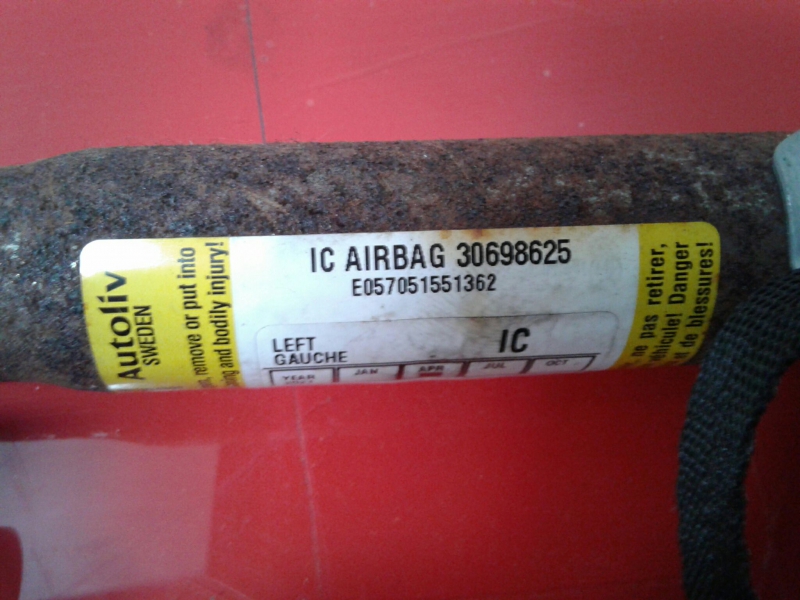 Autoliv
SWEDEN
remove or put into
and bodily injury!
IC AIRBAG 30698625
E057051551362
LEFT
GAUCHE
IC
YEAR JAN APR JUL OCT
ne pas retirer,
Danger
de blessures!